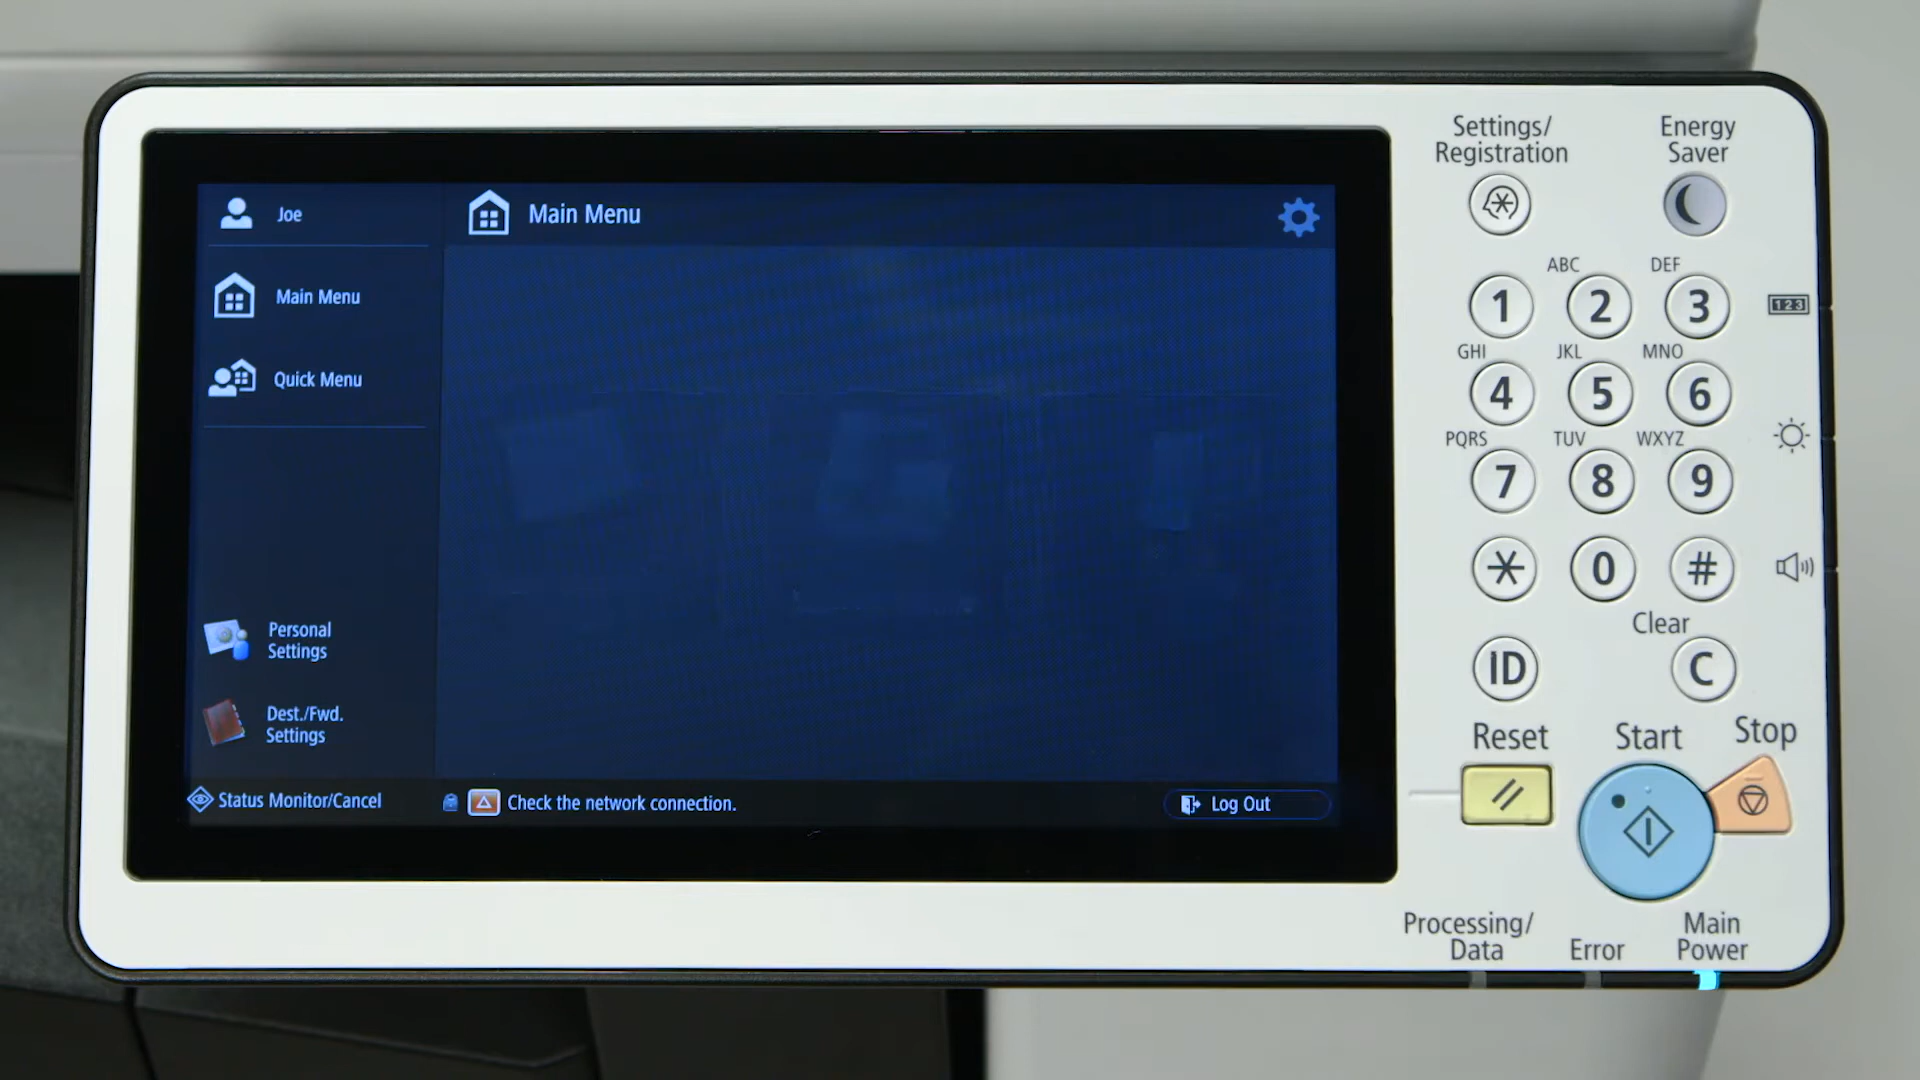 Joe
Main Menu
Quick Menu
Personal
Settings
Dest./Fwd.
Settings
Status Monitor/Cancel
Main Menu
Check the network connection.
Log Out
Settings/
Registration
Energy
Saver
ABC DEF
1 2 3
123
GHI JKL MNO
4 5 6
PQRS TUV WXYZ
7 8 9
* 0 #
Clear
ID C
Reset Start Stop
Processing/
Data
Error
Main
Power